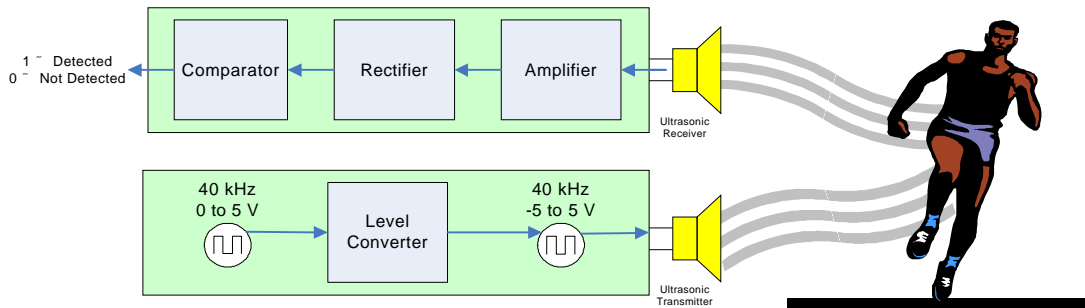 1 ˜ Detected
0 ˜ Not Detected
Comparator
Rectifier
Amplifier
Ultrasonic
Receiver
40 kHz
0 to 5 V
Level
Converter
40 kHz
-5 to 5 V
Ultrasonic
Transmitter